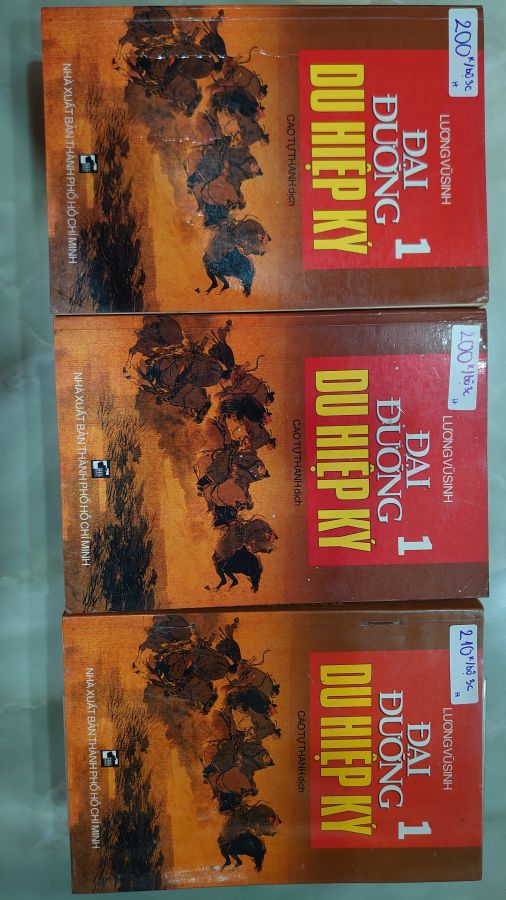 200k/bộ 3c
H
LƯƠNG VŨ SINH
ĐẠI
ĐƯỜNG 1
DU HIỆP KÝ
CAO TỰ THANH dịch
NHÀ XUẤT BẢN THÀNH PHỐ HỒ CHÍ MINH
200k/bộ 3c
H
LƯƠNG VŨ SINH
ĐẠI
ĐƯỜNG 1
DU HIỆP KÝ
CAO TỰ THANH dịch
NHÀ XUẤT BẢN THÀNH PHỐ HỒ CHÍ MINH
210k/bộ 3c
H
LƯƠNG VŨ SINH
ĐẠI
ĐƯỜNG 1
DU HIỆP KÝ
CAO TỰ THANH dịch
NHÀ XUẤT BẢN THÀNH PHỐ HỒ CHÍ MINH